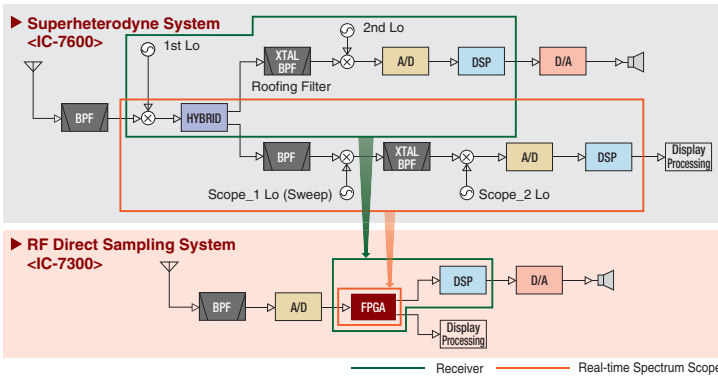 ▶ Superheterodyne System
<IC-7600>
1st Lo
2nd Lo
XTAL
BPF
A/D
DSP
D/A
Roofing Filter
BPF
HYBRID
BPF
XTAL
BPF
A/D
DSP
Display
Processing
Scope_1 Lo (Sweep)
Scope_2 Lo
▶ RF Direct Sampling System
<IC-7300>
BPF
A/D
FPGA
DSP
D/A
Display
Processing
Receiver
Real-time Spectrum Scope